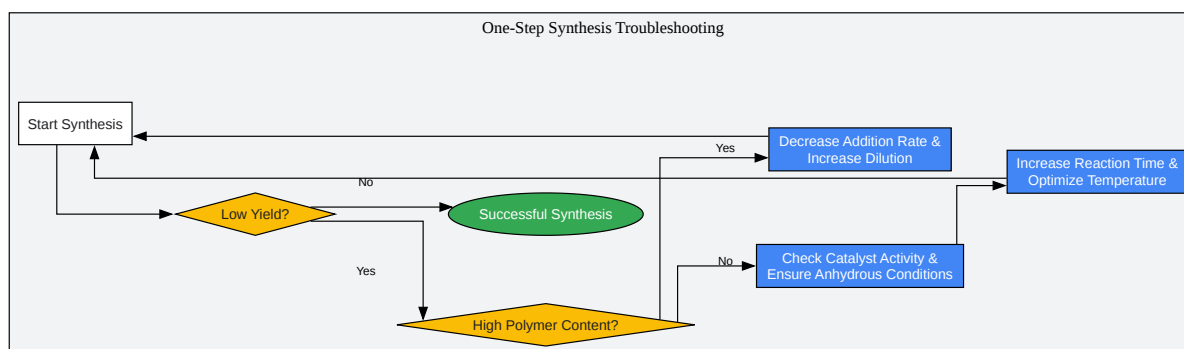 One-Step Synthesis Troubleshooting
Start Synthesis
Decrease Addition Rate &
Increase Dilution
Yes
Increase Reaction Time &
Optimize Temperature
No
Low Yield?
Successful Synthesis
Yes
No
Check Catalyst Activity &
Ensure Anhydrous Conditions
High Polymer Content?